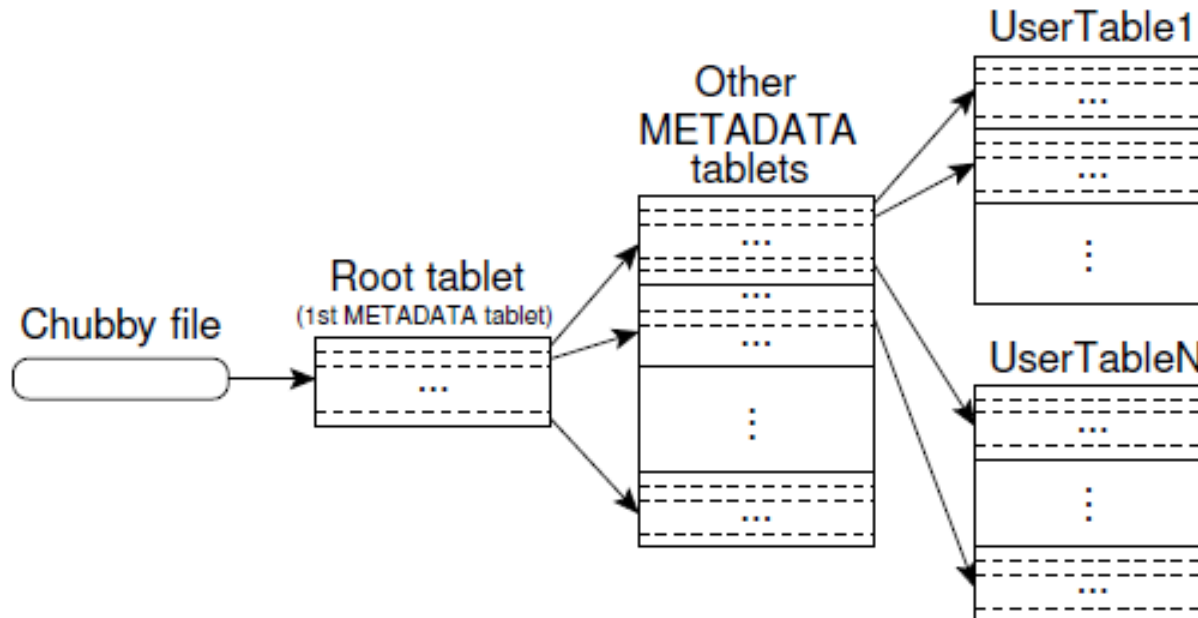 Chubby file
Root tablet
(1st METADATA tablet)
...
Other
METADATA
tablets
...
...
...
⋮
...
UserTable1
...
...
⋮
UserTableN
...
⋮
...